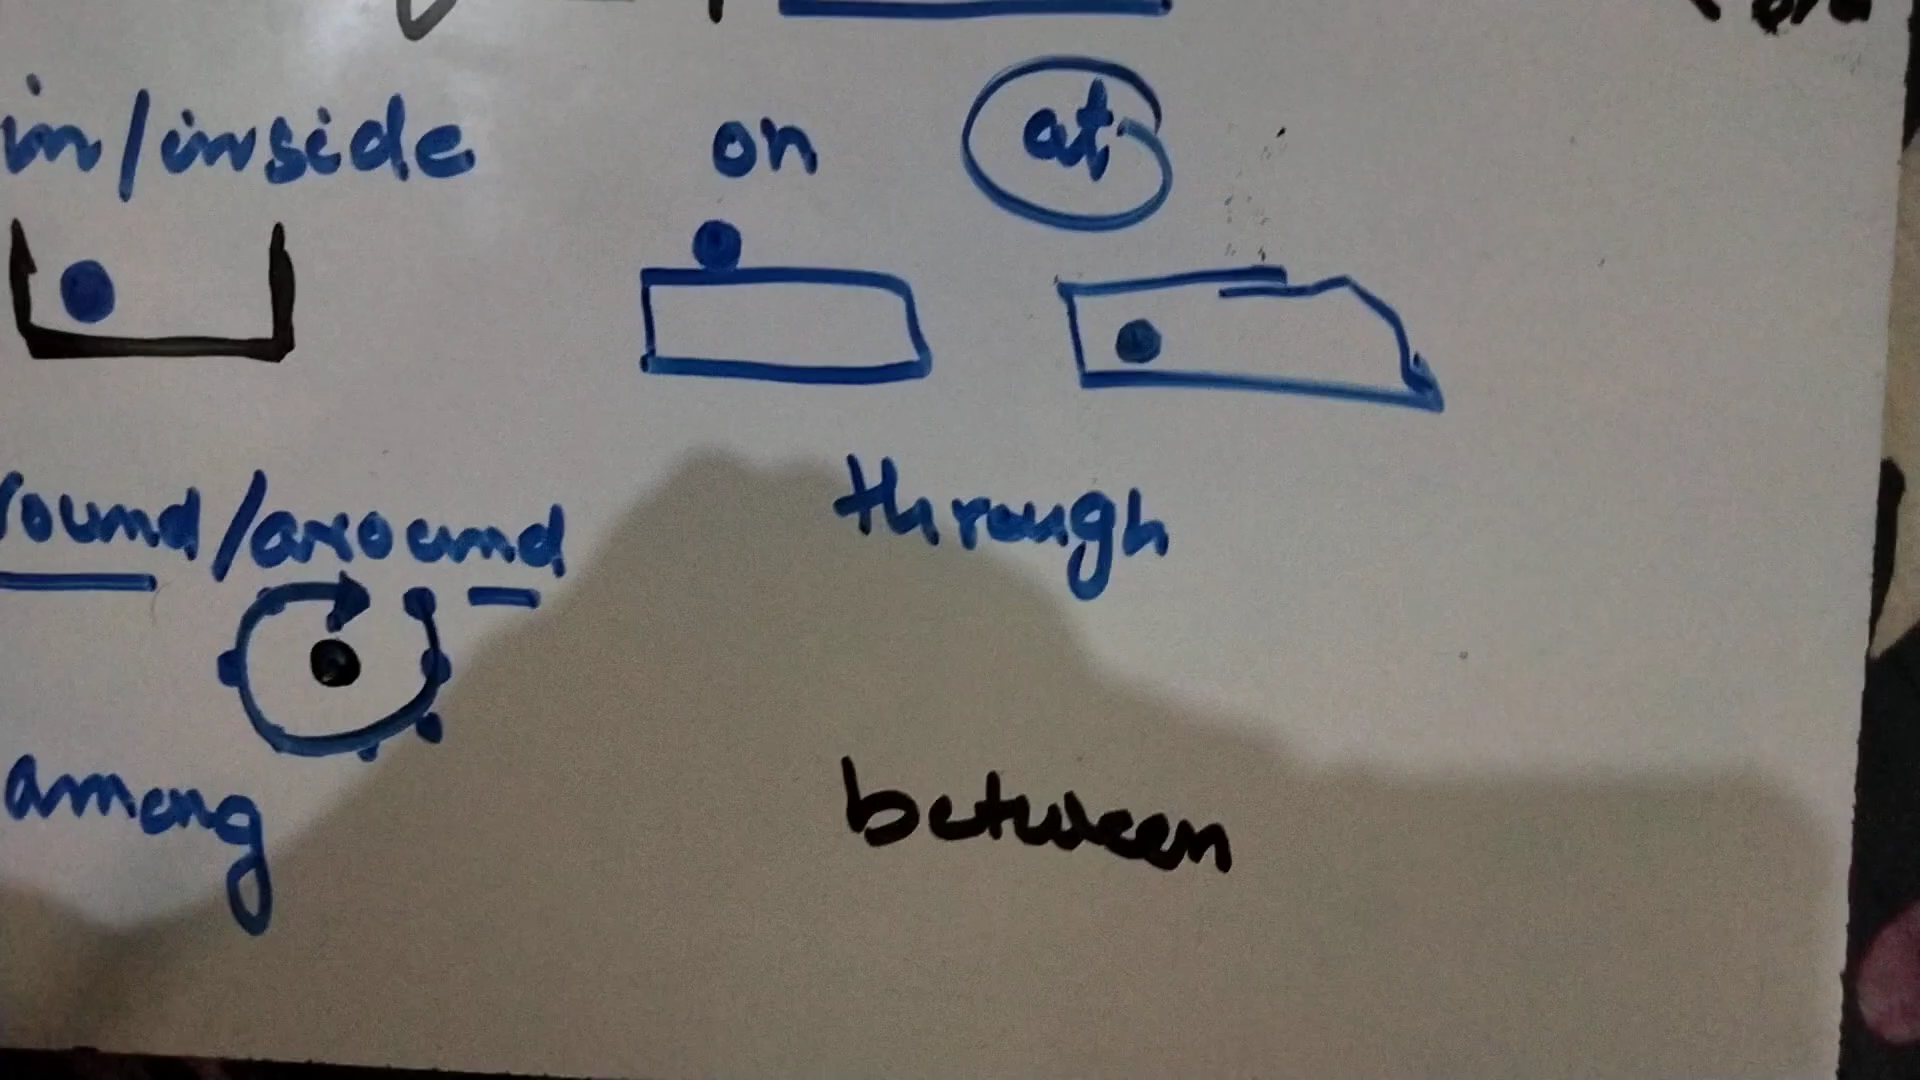 in/inside on at
round/around through
among between